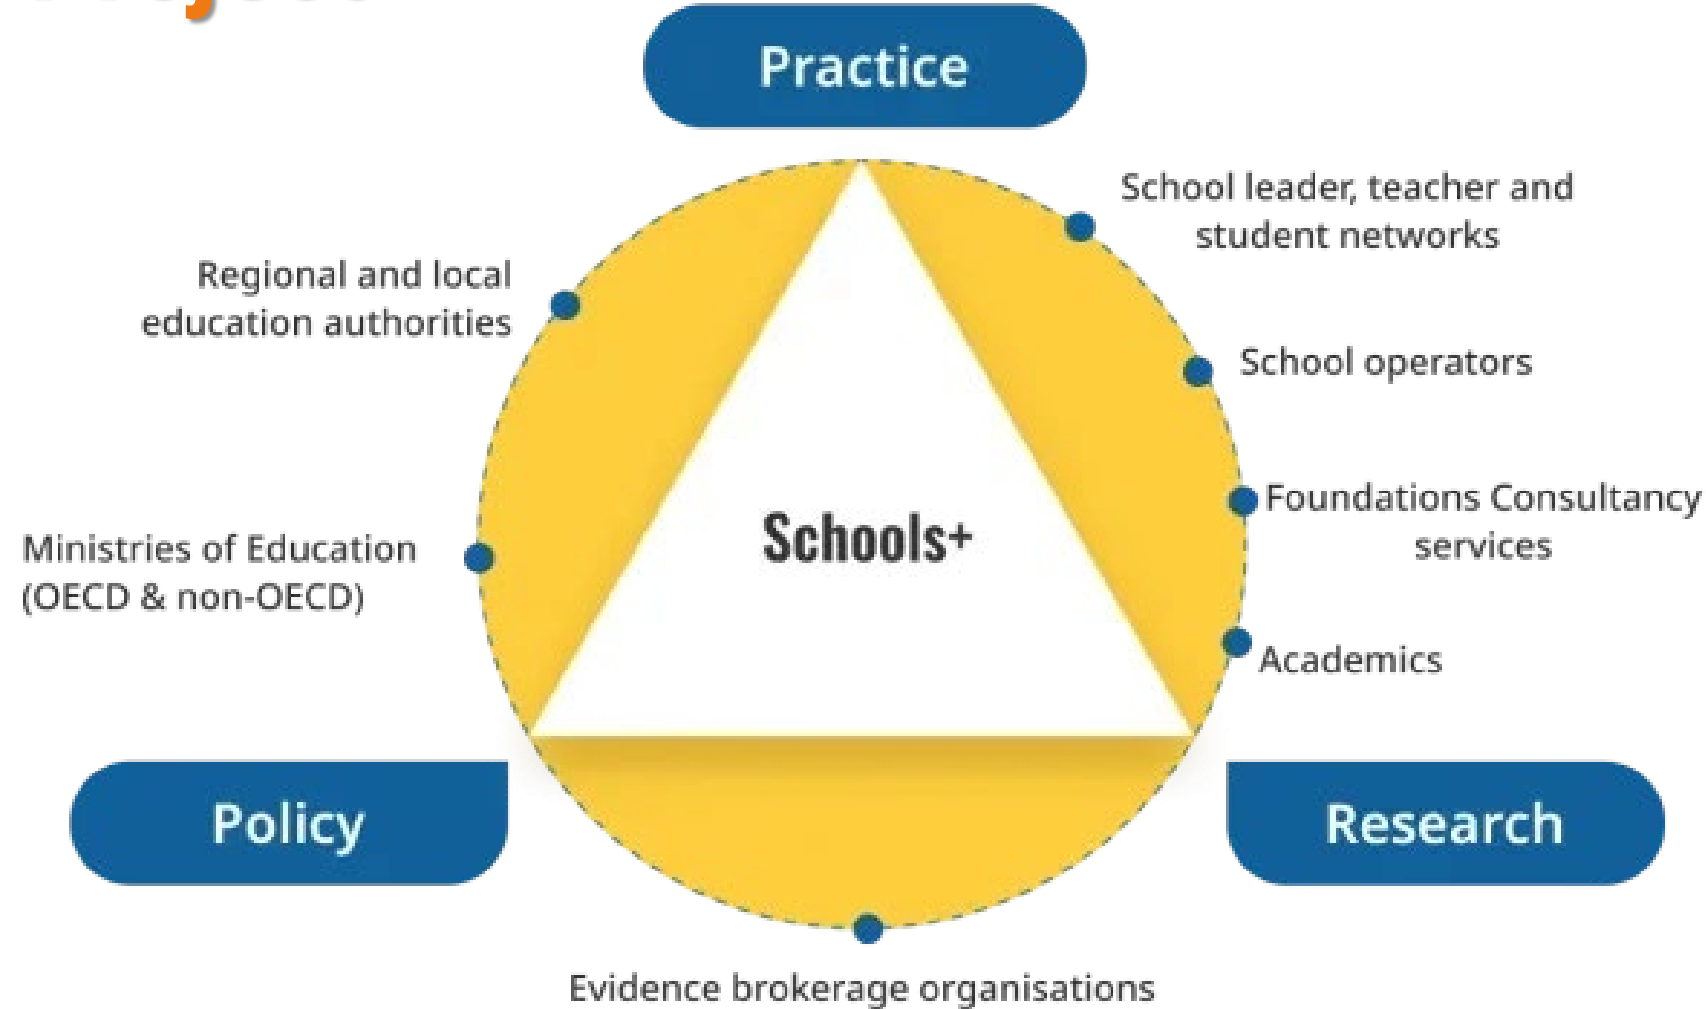 Practice
School leader, teacher and
student networks
Regional and local
education authorities
School operators
Foundations Consultancy
services
Schools+
Ministries of Education
(OECD & non-OECD)
Academics
Policy
Research
Evidence brokerage organisations